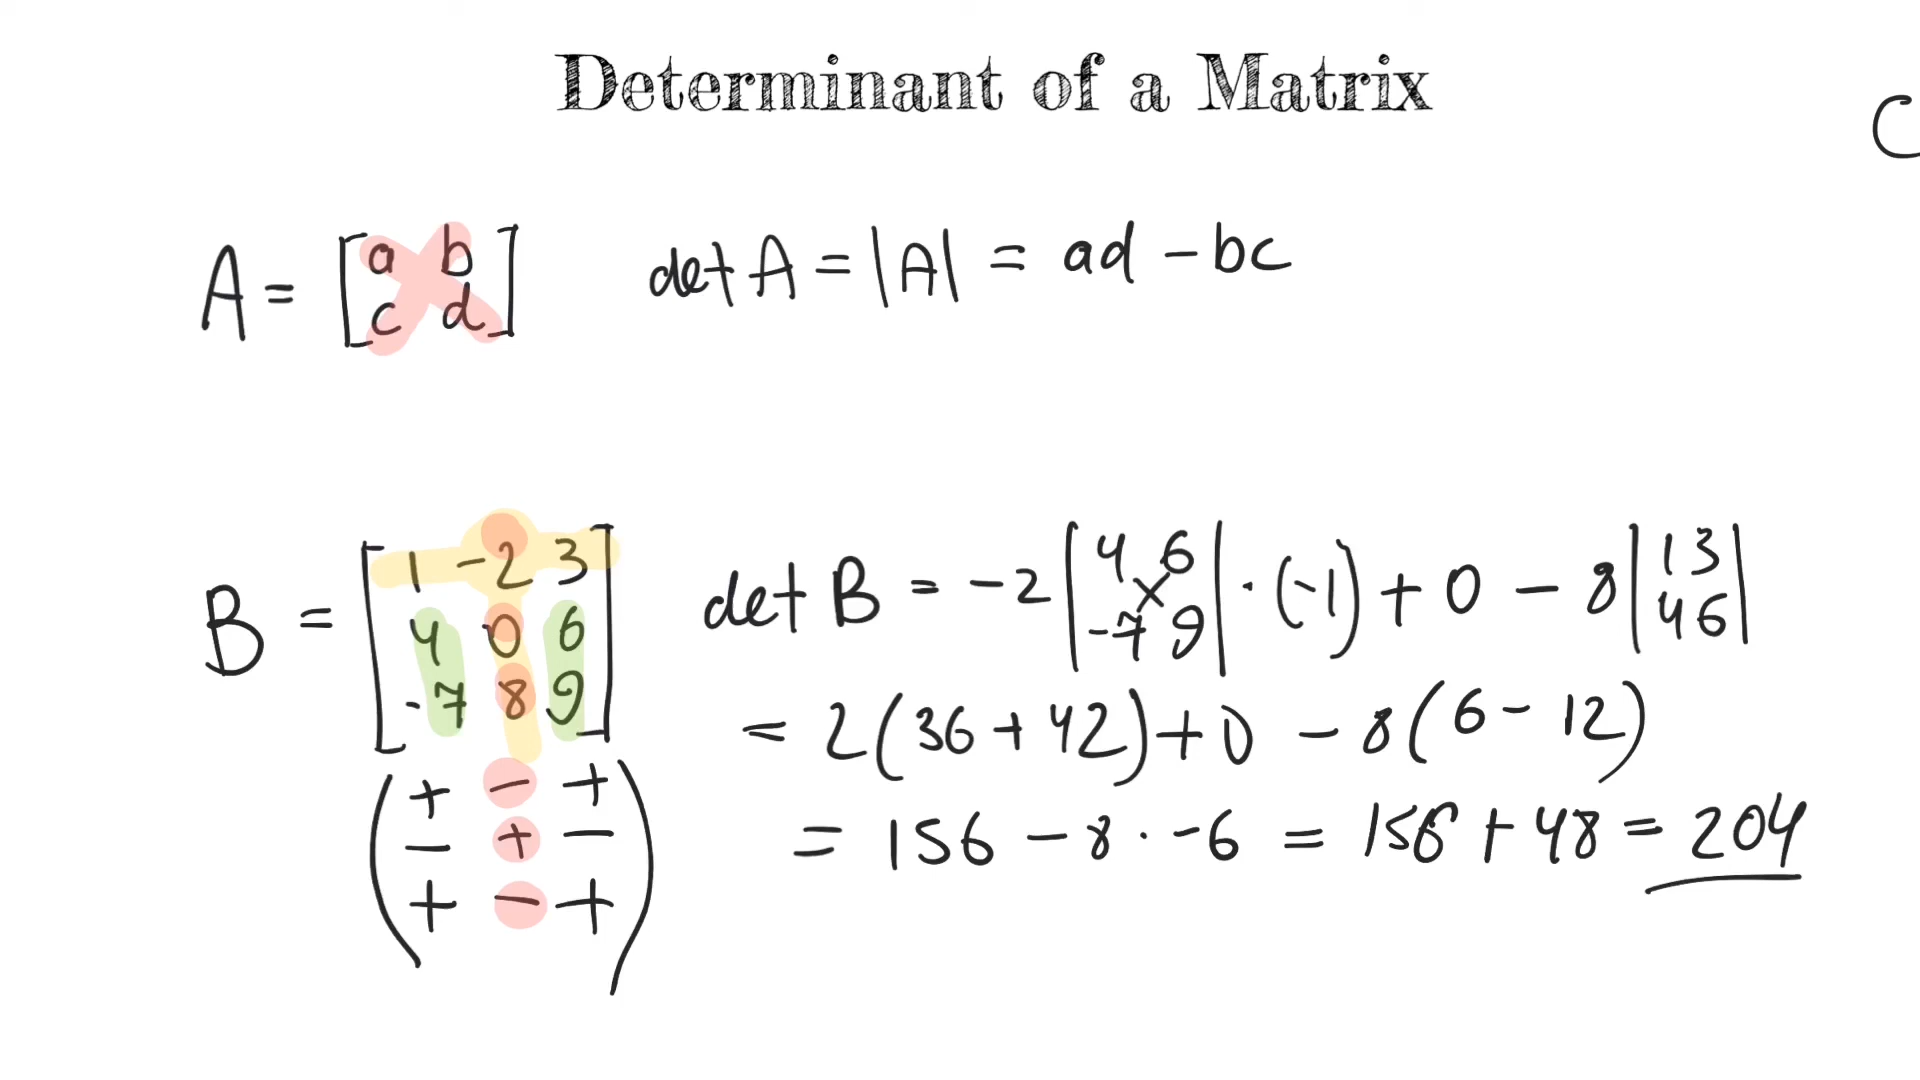 Determinant of a Matrix
C
A = [a b
c d]
det A = |A| = ad - bc
B = [1 -2 3
4 0 6
-7 8 9]
(+ - +
- + -
+ - +)
det B = -2 |4 6
-7 9| · (-1) + 0 - 8 |1 3
4 6|
= 2(36 + 42) + 0 - 8(6 - 12)
= 156 - 8 · -6 = 156 + 48 = 204